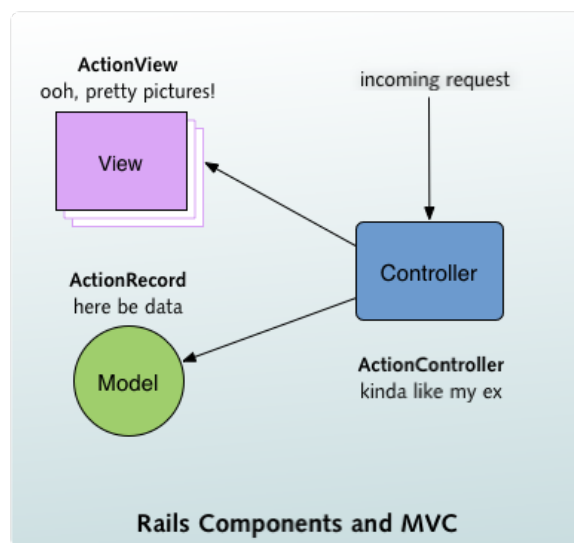 ActionView
ooh, pretty pictures!
View
incoming request
Controller
ActionRecord
here be data
Model
ActionController
kinda like my ex
Rails Components and MVC